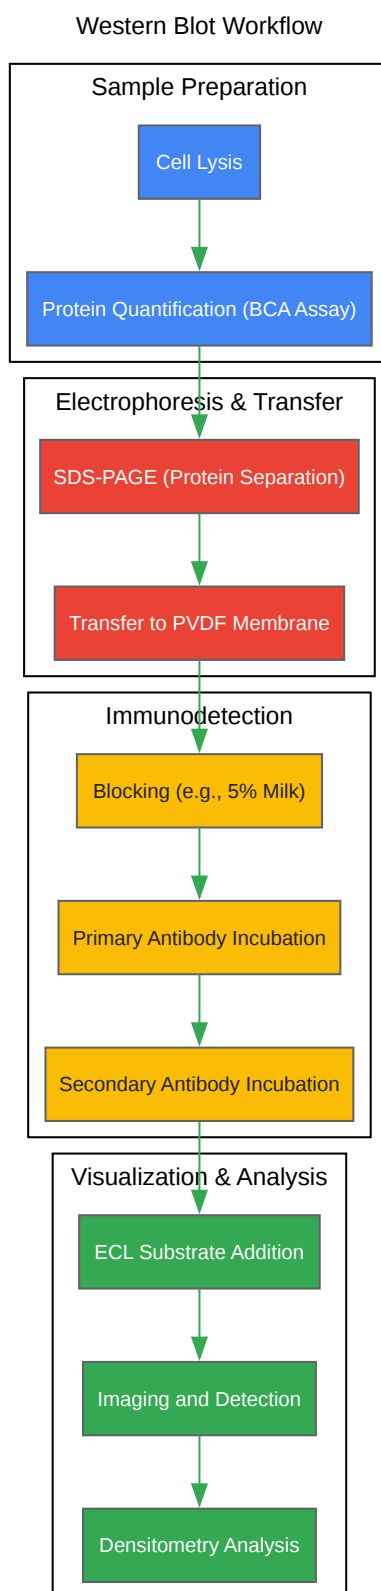 Western Blot Workflow
Sample Preparation
Cell Lysis
Protein Quantification (BCA Assay)
Electrophoresis & Transfer
SDS-PAGE (Protein Separation)
Transfer to PVDF Membrane
Immunodetection
Blocking (e.g., 5% Milk)
Primary Antibody Incubation
Secondary Antibody Incubation
Visualization & Analysis
ECL Substrate Addition
Imaging and Detection
Densitometry Analysis